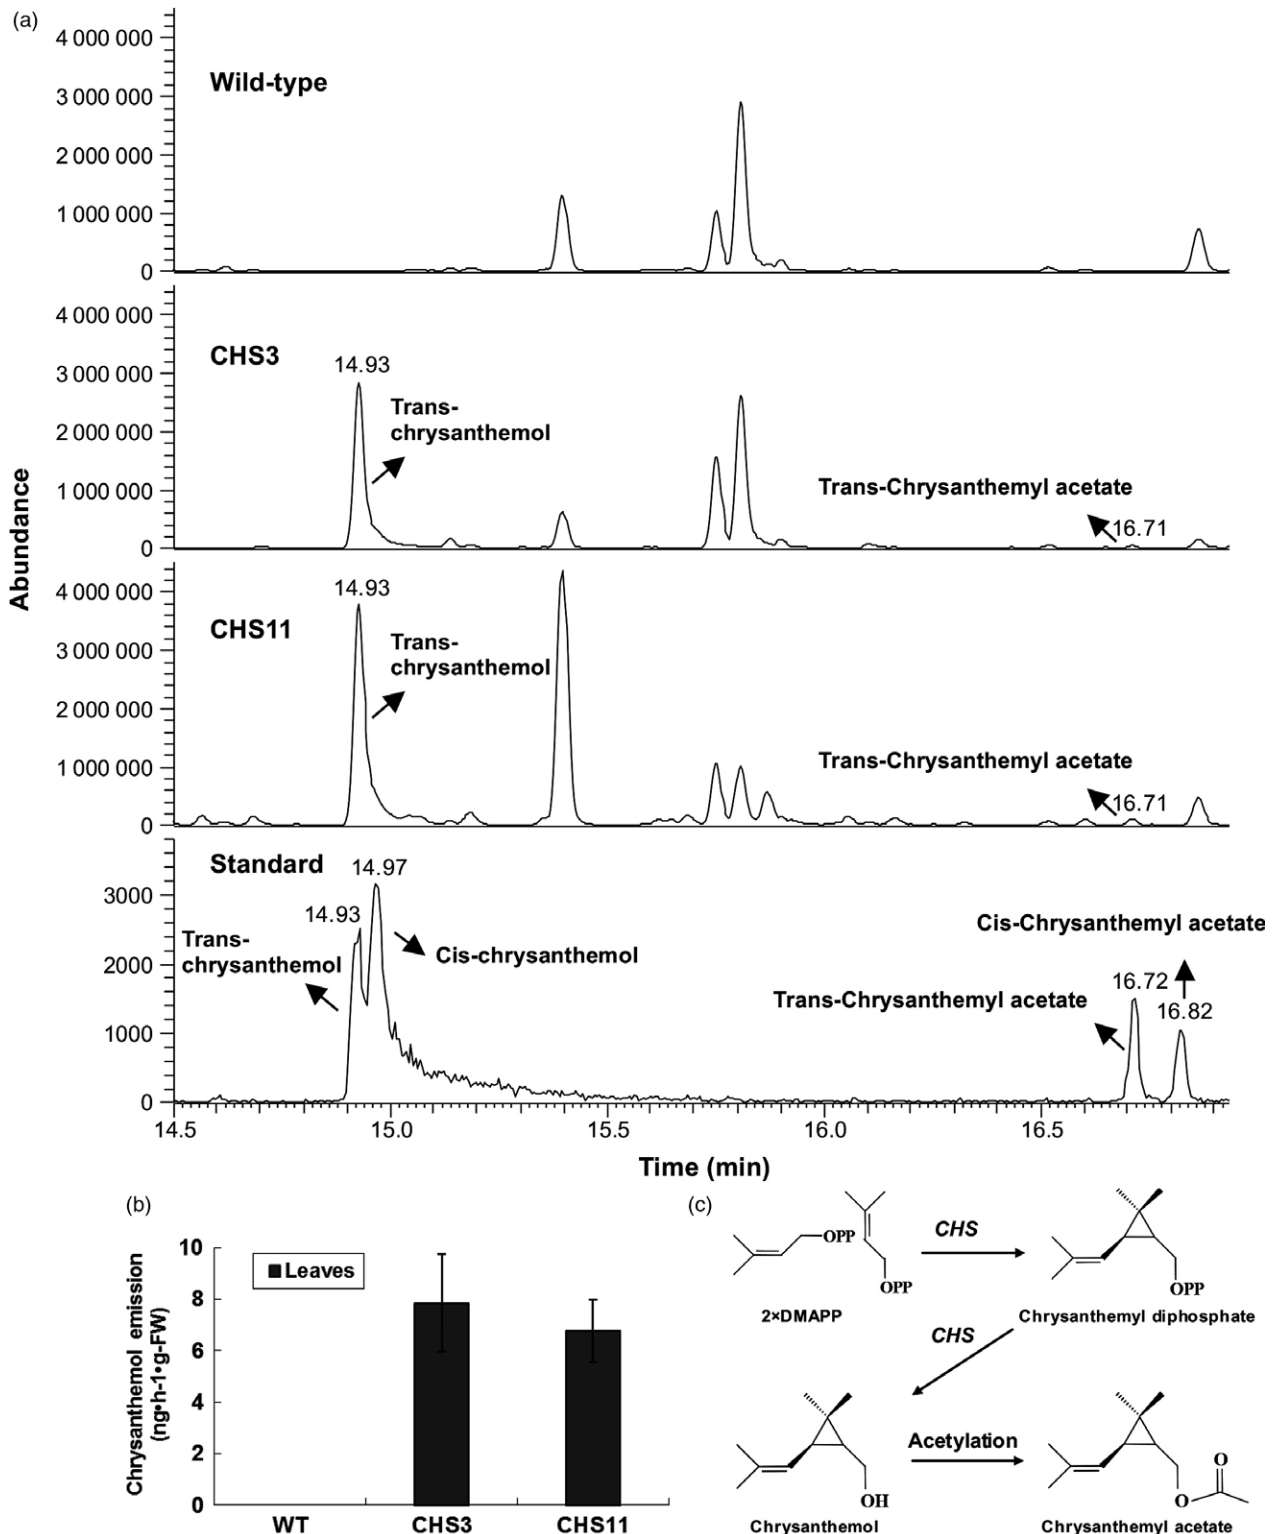 (a)
4 000 000
3 000 000
2 000 000
1 000 000
0
Wild-type
4 000 000
3 000 000
2 000 000
1 000 000
0
CHS3
14.93
Trans-
chrysanthemol
Trans-Chrysanthemyl acetate
16.71
Abundance
4 000 000
3 000 000
2 000 000
1 000 000
0
CHS11
14.93
Trans-
chrysanthemol
Trans-Chrysanthemyl acetate
16.71
3000
2000
1000
0
Standard
14.97
14.93
Trans-
chrysanthemol
Cis-chrysanthemol
Cis-Chrysanthemyl acetate
16.72
Trans-Chrysanthemyl acetate
16.82
14.5 15.0 15.5 16.0 16.5
Time (min)
(b)
Chrysanthemol emission
(ng•h-1•g-FW)
10
8
6
4
2
0
Leaves
WT CHS3 CHS11
(c)
OPP
OPP
2×DMAPP
CHS
OPP
Chrysanthemyl diphosphate
CHS
OH
Chrysanthemol
Acetylation
O
O
Chrysanthemyl acetate